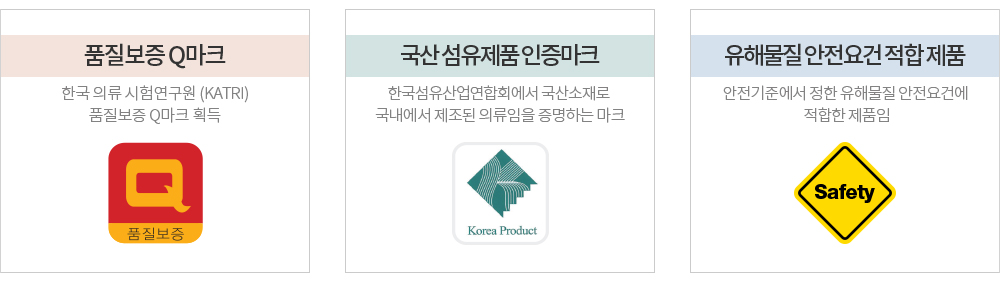 품질보증 Q마크
한국 의류 시험연구원 (KATRI)
품질보증 Q마크 획득
품질보증
국산 섬유제품 인증마크
한국섬유산업연합회에서 국산소재로
국내에서 제조된 의류임을 증명하는 마크
Korea Product
유해물질 안전요건 적합 제품
안전기준에서 정한 유해물질 안전요건에
적합한 제품임
Safety